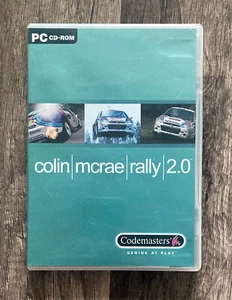 PC CD-ROM
colin|mcrae|rally|2.0
Codemasters
GENIUS AT PLAY